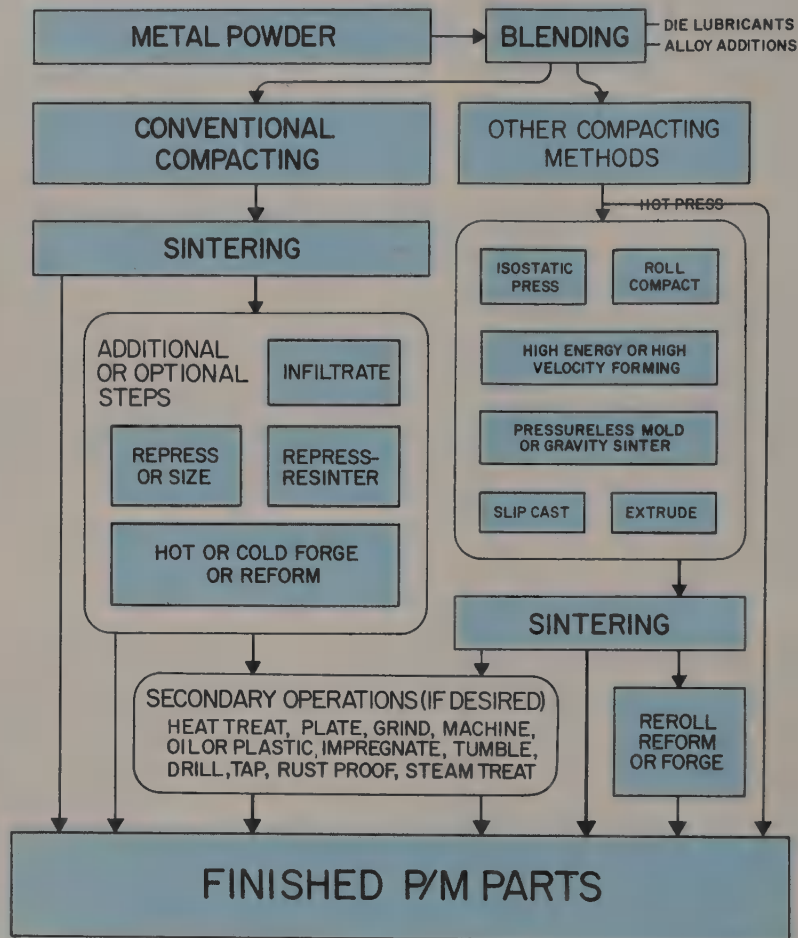 METAL POWDER
BLENDING
DIE LUBRICANTS
ALLOY ADDITIONS
CONVENTIONAL
COMPACTING
OTHER COMPACTING
METHODS
HOT PRESS
SINTERING
ISOSTATIC
PRESS
ROLL
COMPACT
HIGH ENERGY OR HIGH
VELOCITY FORMING
PRESSURELESS MOLD
OR GRAVITY SINTER
SLIP CAST
EXTRUDE
ADDITIONAL
OR OPTIONAL
STEPS
INFILTRATE
REPRESS
OR SIZE
REPRESS-
RESINTER
HOT OR COLD FORGE
OR REFORM
SINTERING
SECONDARY OPERATIONS (IF DESIRED)
HEAT TREAT, PLATE, GRIND, MACHINE,
OIL OR PLASTIC, IMPREGNATE, TUMBLE,
DRILL, TAP, RUST PROOF, STEAM TREAT
REROLL
REFORM
OR FORGE
FINISHED P/M PARTS